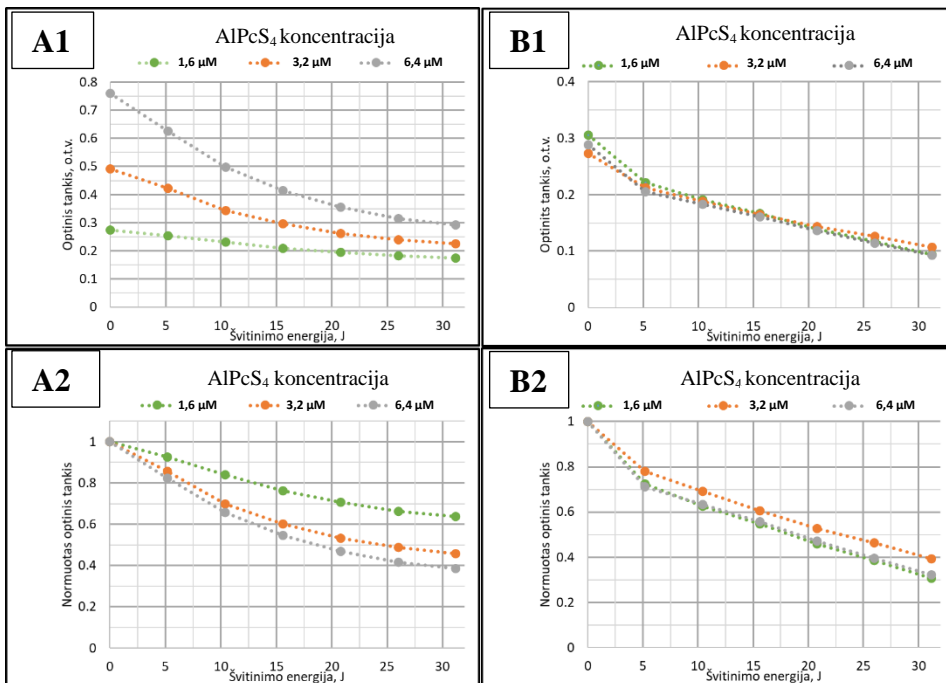 A1
AlPcS₄ koncentracija
1,6 µM 3,2 µM 6,4 µM
Optinis tankis, o.t.v.
0.8
0.7
0.6
0.5
0.4
0.3
0.2
0.1
0
0 5 10 15 20 25 30
Švitinimo energija, J
B1
AlPcS₄ koncentracija
1,6 µM 3,2 µM 6,4 µM
Optinits tankis, o.t.v.
0.4
0.3
0.2
0.1
0
0 5 10 15 20 25 30
Švitinimo energija, J
A2
AlPcS₄ koncentracija
1,6 µM 3,2 µM 6,4 µM
Normuotas optinis tankis
1
0.8
0.6
0.4
0.2
0
0 5 10 15 20 25 30
Švitinimo energija, J
B2
AlPcS₄ koncentracija
1,6 µM 3,2 µM 6,4 µM
Normuotas optinis tankis
1
0.8
0.6
0.4
0.2
0
0 5 10 15 20 25 30
Švitinimo energija, J